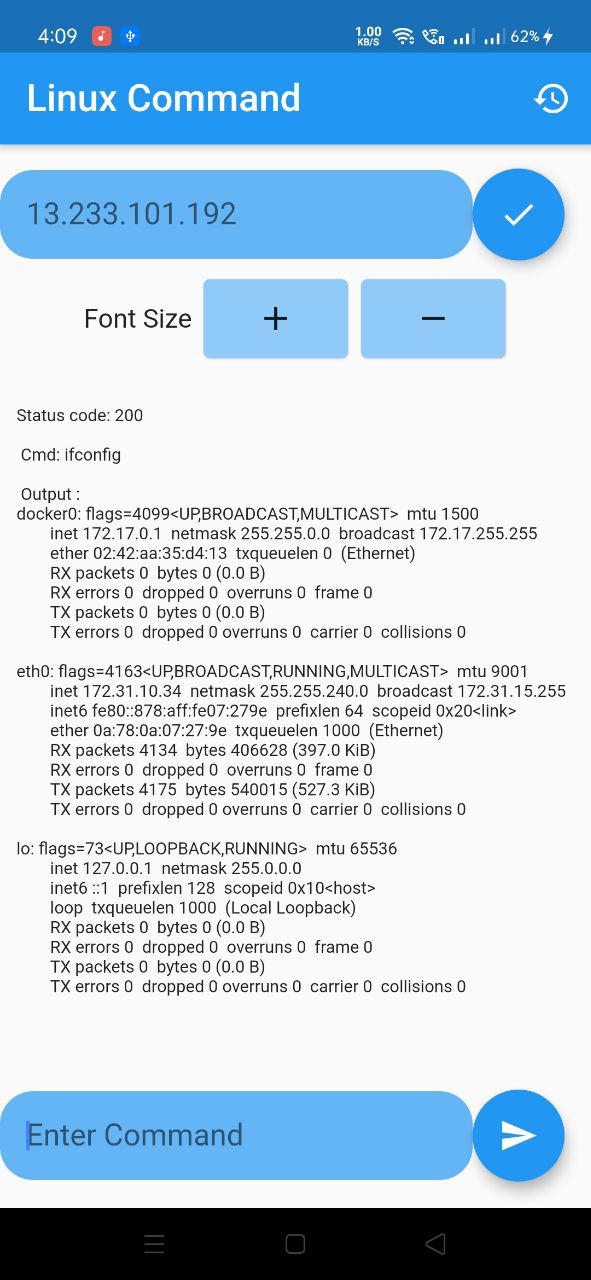 4:09 1.00 KB/S 62%
Linux Command
13.233.101.192
Font Size + −
Status code: 200
Cmd: ifconfig
Output :
docker0: flags=4099<UP,BROADCAST,MULTICAST>  mtu 1500
inet 172.17.0.1  netmask 255.255.0.0  broadcast 172.17.255.255
ether 02:42:aa:35:d4:13  txqueuelen 0  (Ethernet)
RX packets 0  bytes 0 (0.0 B)
RX errors 0  dropped 0  overruns 0  frame 0
TX packets 0  bytes 0 (0.0 B)
TX errors 0  dropped 0 overruns 0  carrier 0  collisions 0
eth0: flags=4163<UP,BROADCAST,RUNNING,MULTICAST>  mtu 9001
inet 172.31.10.34  netmask 255.255.240.0  broadcast 172.31.15.255
inet6 fe80::878:aff:fe07:279e  prefixlen 64  scopeid 0x20<link>
ether 0a:78:0a:07:27:9e  txqueuelen 1000  (Ethernet)
RX packets 4134  bytes 406628 (397.0 KiB)
RX errors 0  dropped 0  overruns 0  frame 0
TX packets 4175  bytes 540015 (527.3 KiB)
TX errors 0  dropped 0 overruns 0  carrier 0  collisions 0
lo: flags=73<UP,LOOPBACK,RUNNING>  mtu 65536
inet 127.0.0.1  netmask 255.0.0.0
inet6 ::1  prefixlen 128  scopeid 0x10<host>
loop  txqueuelen 1000  (Local Loopback)
RX packets 0  bytes 0 (0.0 B)
RX errors 0  dropped 0  overruns 0  frame 0
TX packets 0  bytes 0 (0.0 B)
TX errors 0  dropped 0 overruns 0  carrier 0  collisions 0
Enter Command